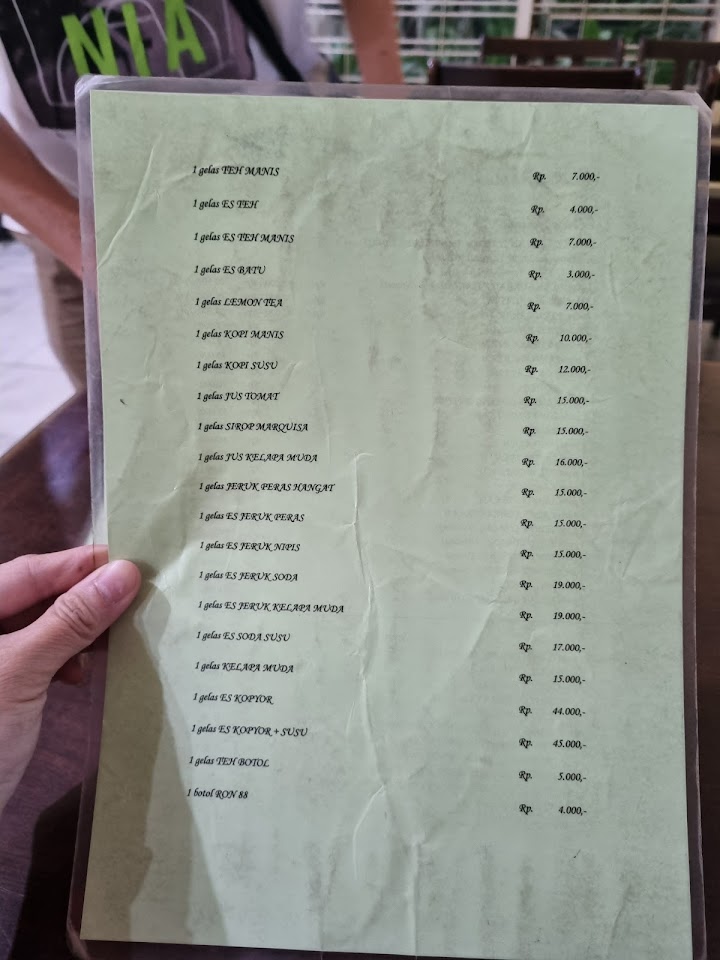 NIA
1 gelas TEH MANIS Rp. 7.000,-
1 gelas ES TEH Rp. 4.000,-
1 gelas ES TEH MANIS Rp. 7.000,-
1 gelas ES BATU Rp. 3.000,-
1 gelas LEMON TEA Rp. 7.000,-
1 gelas KOPI MANIS Rp. 10.000,-
1 gelas KOPI SUSU Rp. 12.000,-
1 gelas JUS TOMAT Rp. 15.000,-
1 gelas SIROP MARQUISA Rp. 15.000,-
1 gelas JUS KELAPA MUDA Rp. 16.000,-
1 gelas JERUK PERAS HANGAT Rp. 15.000,-
1 gelas ES JERUK PERAS Rp. 15.000,-
1 gelas ES JERUK NIPIS Rp. 15.000,-
1 gelas ES JERUK SODA Rp. 19.000,-
1 gelas ES JERUK KELAPA MUDA Rp. 19.000,-
1 gelas ES SODA SUSU Rp. 17.000,-
1 gelas KELAPA MUDA Rp. 15.000,-
1 gelas ES KOPYOR Rp. 44.000,-
1 gelas ES KOPYOR + SUSU Rp. 45.000,-
1 gelas TEH BOTOL Rp. 5.000,-
1 botol RON 88 Rp. 4.000,-